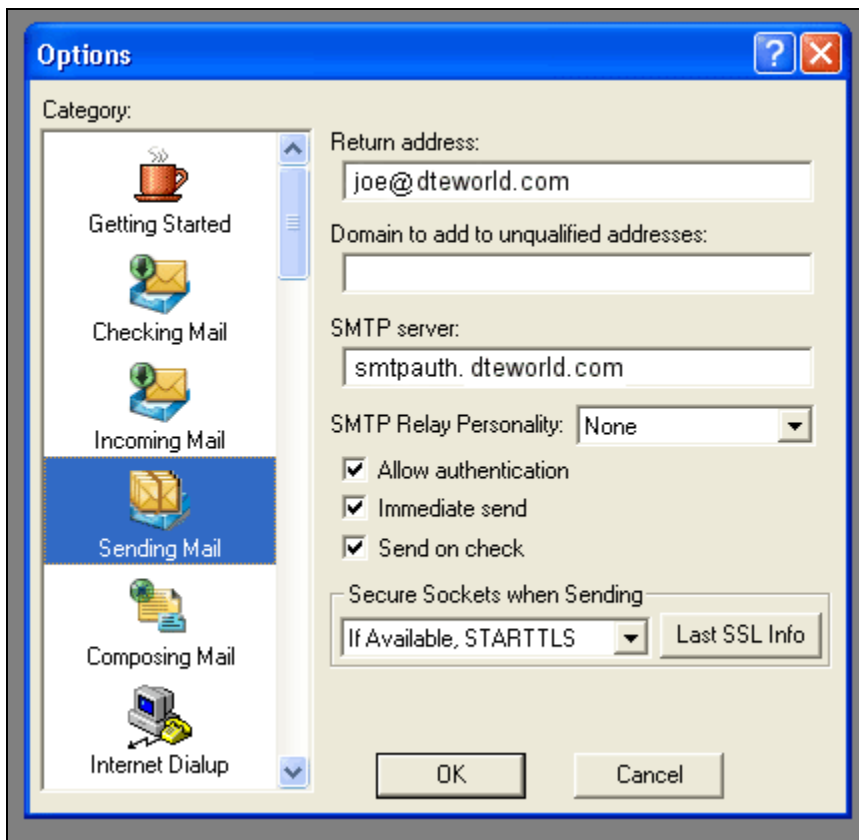 Options
Category:
Getting Started
Checking Mail
Incoming Mail
Sending Mail
Composing Mail
Internet Dialup
Return address:
joe@dteworld.com
Domain to add to unqualified addresses:
SMTP server:
smtpauth. dteworld.com
SMTP Relay Personality: None
Allow authentication
Immediate send
Send on check
Secure Sockets when Sending
If Available, STARTTLS Last SSL Info
OK Cancel